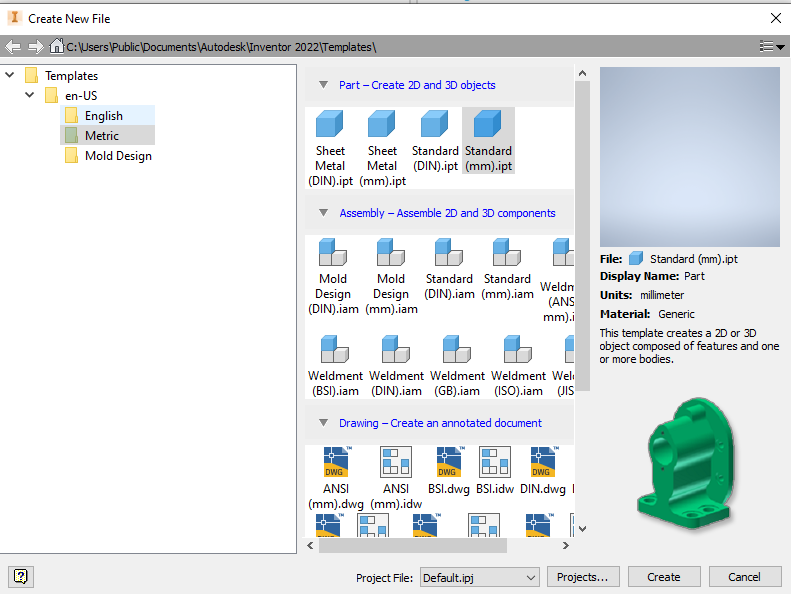 Create New File
C:\Users\Public\Documents\Autodesk\Inventor 2022\Templates\
Templates
en-US
English
Metric
Mold Design
Part – Create 2D and 3D objects
Sheet Metal (DIN).ipt
Sheet Metal (mm).ipt
Standard (DIN).ipt
Standard (mm).ipt
Assembly – Assemble 2D and 3D components
Mold Design (DIN).iam
Mold Design (mm).iam
Standard (DIN).iam
Standard (mm).iam
Weldm
(ANS
mm).i
Weldment (BSI).iam
Weldment (DIN).iam
Weldment (GB).iam
Weldment (ISO).iam
Weld
(JIS
Drawing – Create an annotated document
DWG
DWG
DWG
ANSI (mm).dwg
ANSI (mm).idw
BSI.dwg
BSI.idw
DIN.dwg
File: Standard (mm).ipt
Display Name: Part
Units: millimeter
Material: Generic
This template creates a 2D or 3D
object composed of features and one
or more bodies.
Project File:
Default.ipj
Projects...
Create
Cancel